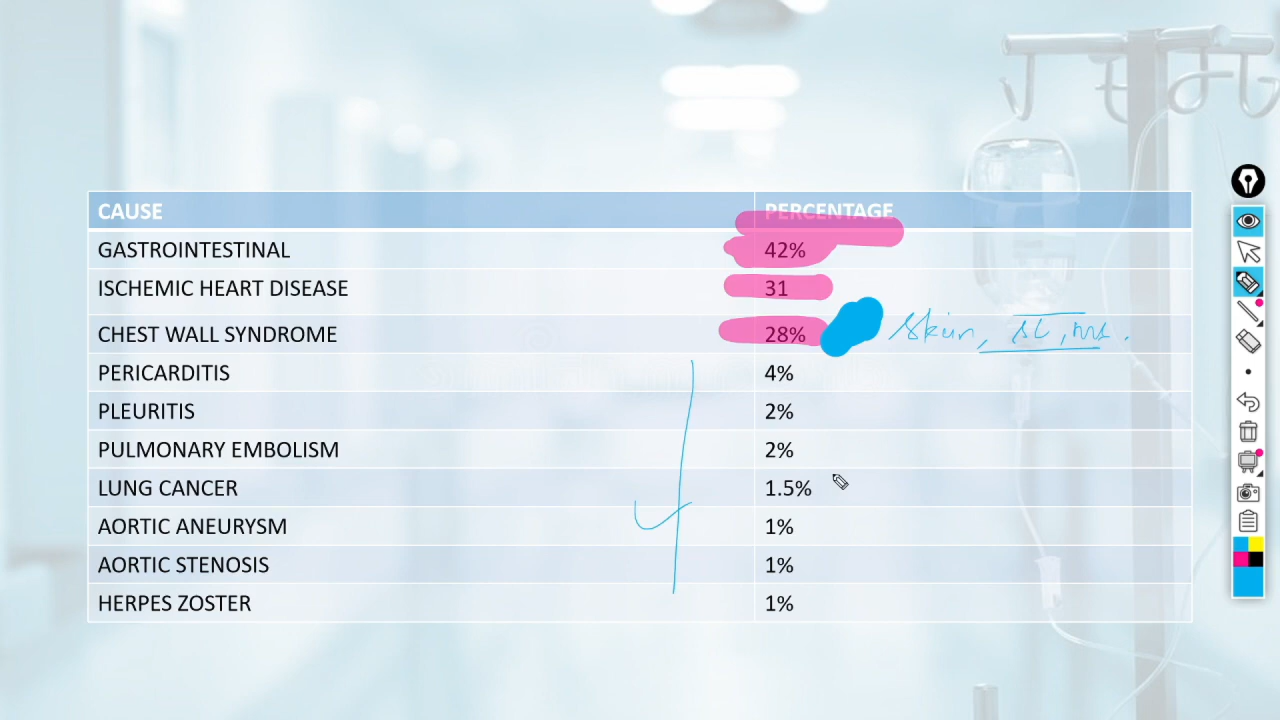 CAUSE PERCENTAGE
GASTROINTESTINAL 42%
ISCHEMIC HEART DISEASE 31
CHEST WALL SYNDROME 28% Skin,
PERICARDITIS 4%
PLEURITIS 2%
PULMONARY EMBOLISM 2%
LUNG CANCER 1.5%
AORTIC ANEURYSM 1%
AORTIC STENOSIS 1%
HERPES ZOSTER 1%